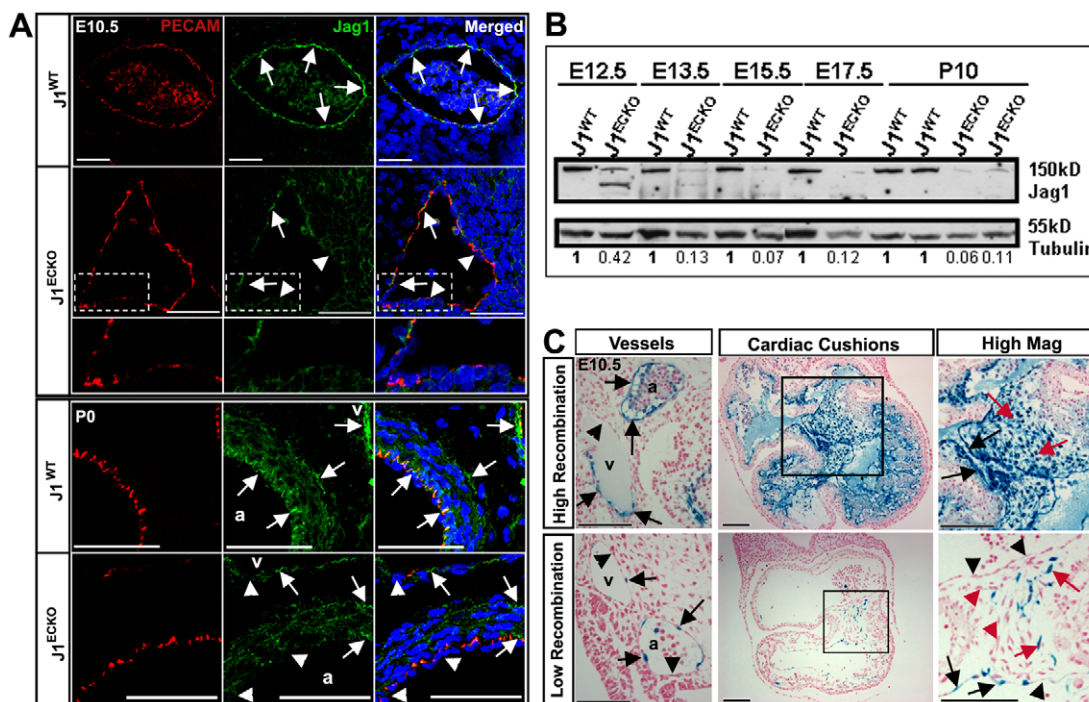 A
E10.5 PECAM
Jag1
Merged
J1WT
J1ECKO
P0
v
J1WT
a
v
J1ECKO
a
B
E12.5 E13.5 E15.5 E17.5 P10
J1WT J1ECKO J1WT J1ECKO J1WT J1ECKO J1WT J1ECKO J1WT J1WT J1ECKO J1ECKO
150kD
Jag1
55kD
Tubulin
1 0.42 1 0.13 1 0.07 1 0.12 1 1 0.06 0.11
C
Vessels Cardiac Cushions High Mag
High Recombination
E10.5
a
v
Low Recombination
v
a